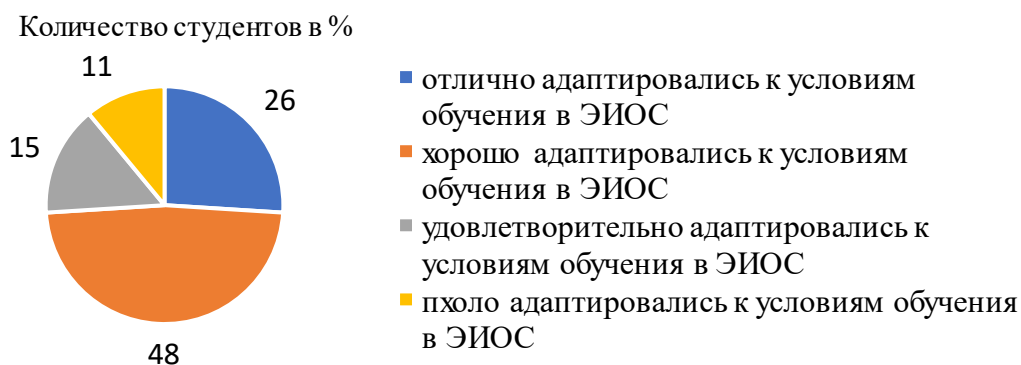 Количество студентов в %
11
26
15
48
отлично адаптировались к условиям
обучения в ЭИОС
хорошо адаптировались к условиям
обучения в ЭИОС
удовлетворительно адаптировались к
условиям обучения в ЭИОС
пхоло адаптировались к условиям обучения
в ЭИОС